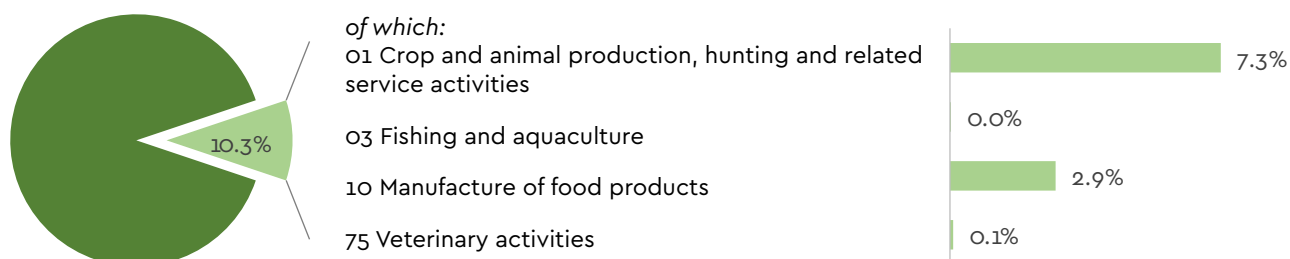 of which:
01 Crop and animal production, hunting and related
service activities
7.3%
03 Fishing and aquaculture
0.0%
10.3%
10 Manufacture of food products
2.9%
75 Veterinary activities
0.1%